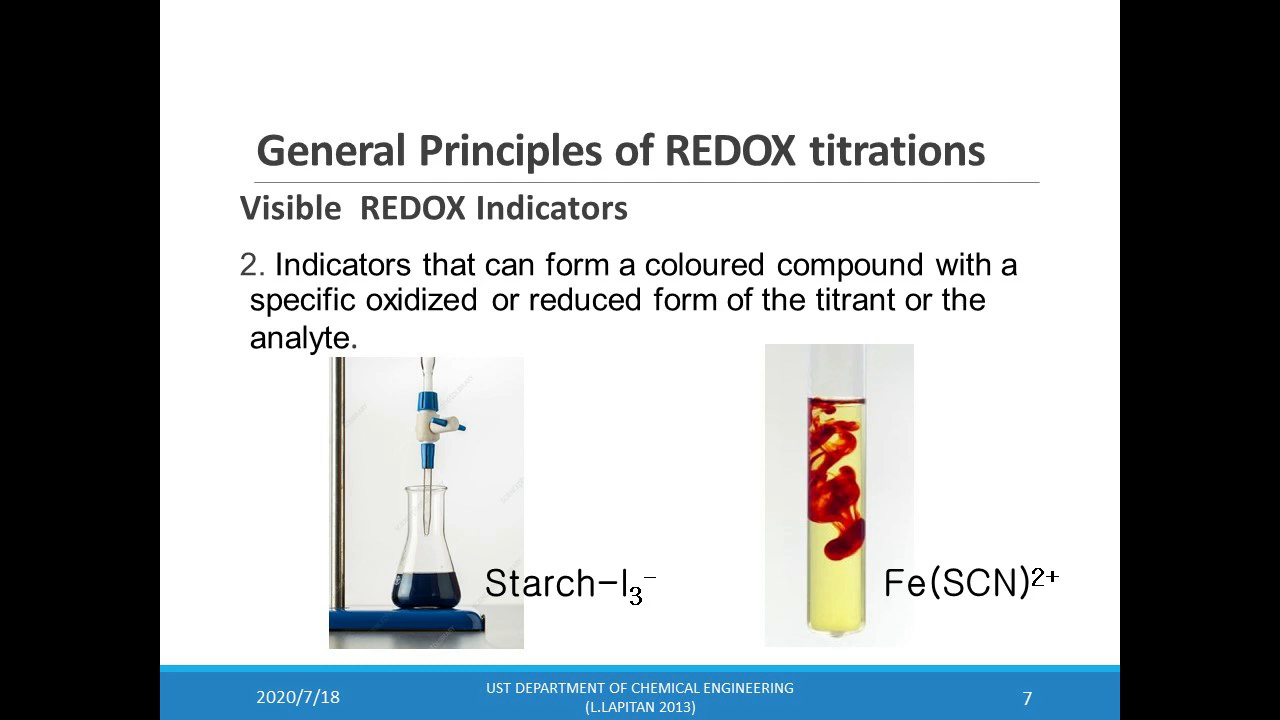 General Principles of REDOX titrations
Visible REDOX Indicators
2. Indicators that can form a coloured compound with a
specific oxidized or reduced form of the titrant or the
analyte.
Starch–I₃⁻
Fe(SCN)²⁺
2020/7/18
UST DEPARTMENT OF CHEMICAL ENGINEERING
(L.LAPITAN 2013)
7